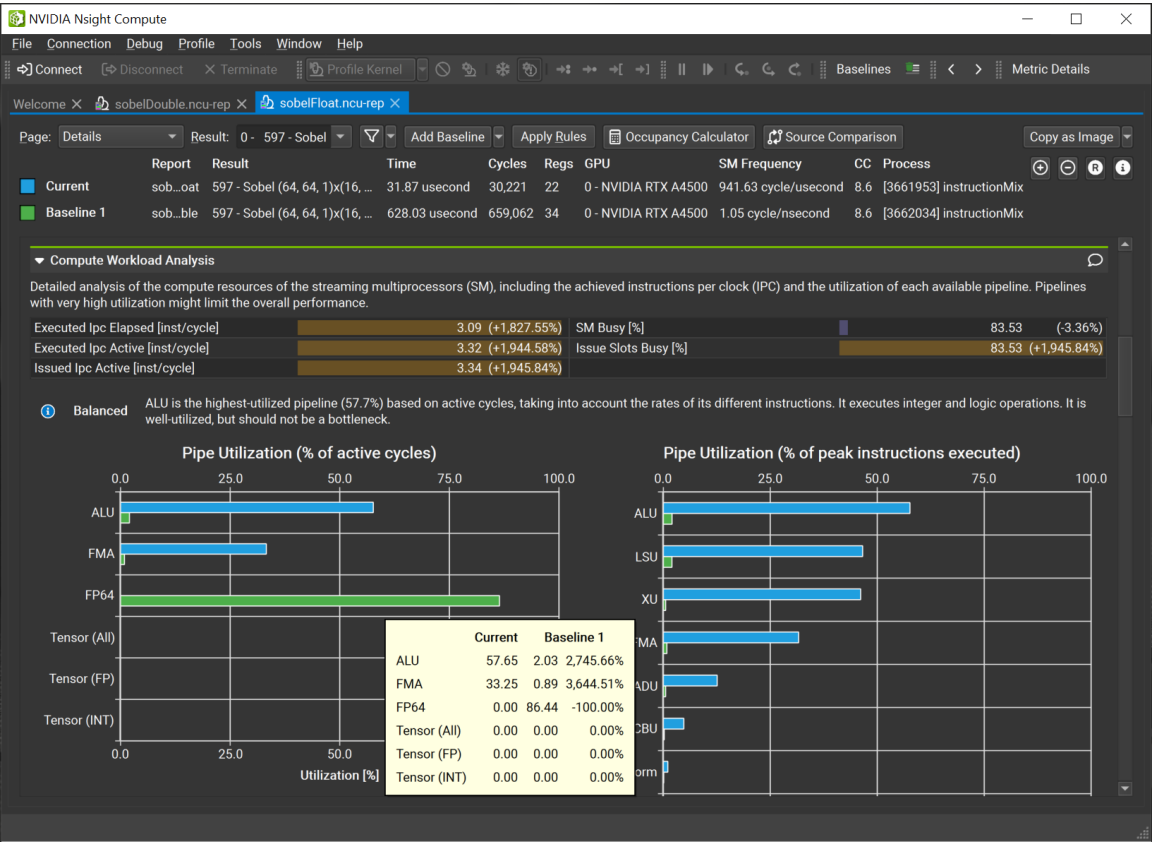 NVIDIA Nsight Compute
File Connection Debug Profile Tools Window Help
Connect Disconnect Terminate Profile Kernel Baselines Metric Details
Welcome sobelDouble.ncu-rep sobelFloat.ncu-rep
Page: Details Result: 0 - 597 - Sobel Add Baseline Apply Rules Occupancy Calculator Source Comparison Copy as Image
Report Result Time Cycles Regs GPU SM Frequency CC Process
Current sob...oat 597 - Sobel (64, 64, 1)x(16, ... 31.87 usecond 30,221 22 0 - NVIDIA RTX A4500 941.63 cycle/usecond 8.6 [3661953] instructionMix
Baseline 1 sob...ble 597 - Sobel (64, 64, 1)x(16, ... 628.03 usecond 659,062 34 0 - NVIDIA RTX A4500 1.05 cycle/nsecond 8.6 [3662034] instructionMix
Compute Workload Analysis
Detailed analysis of the compute resources of the streaming multiprocessors (SM), including the achieved instructions per clock (IPC) and the utilization of each available pipeline. Pipelines
with very high utilization might limit the overall performance.
Executed Ipc Elapsed [inst/cycle] 3.09 (+1,827.55%) SM Busy [%] 83.53 (-3.36%)
Executed Ipc Active [inst/cycle] 3.32 (+1,944.58%) Issue Slots Busy [%] 83.53 (+1,945.84%)
Issued Ipc Active [inst/cycle] 3.34 (+1,945.84%)
Balanced
ALU is the highest-utilized pipeline (57.7%) based on active cycles, taking into account the rates of its different instructions. It executes integer and logic operations. It is
well-utilized, but should not be a bottleneck.
Pipe Utilization (% of active cycles)
0.0 25.0 50.0 75.0 100.0
ALU
FMA
FP64
Tensor (All)
Tensor (FP)
Tensor (INT)
0.0 25.0 50.0
Utilization [%]
Current Baseline 1
ALU 57.65 2.03 2,745.66%
FMA 33.25 0.89 3,644.51%
FP64 0.00 86.44 -100.00%
Tensor (All) 0.00 0.00 0.00%
Tensor (FP) 0.00 0.00 0.00%
Tensor (INT) 0.00 0.00 0.00%
Pipe Utilization (% of peak instructions executed)
0.0 25.0 50.0 75.0 100.0
ALU
LSU
XU
MA
ADU
CBU
orm